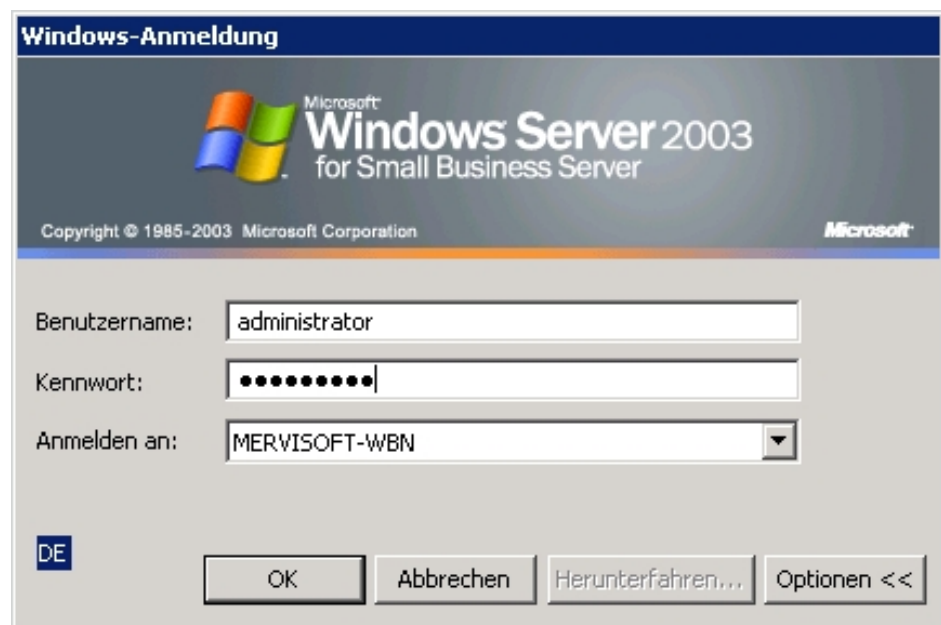 Windows-Anmeldung
Microsoft
Windows Server 2003
for Small Business Server
Copyright © 1985-2003 Microsoft Corporation
Microsoft
Benutzername: administrator
Kennwort: •••••••••
Anmelden an: MERVISOFT-WBN
DE
OK Abbrechen Herunterfahren... Optionen <<